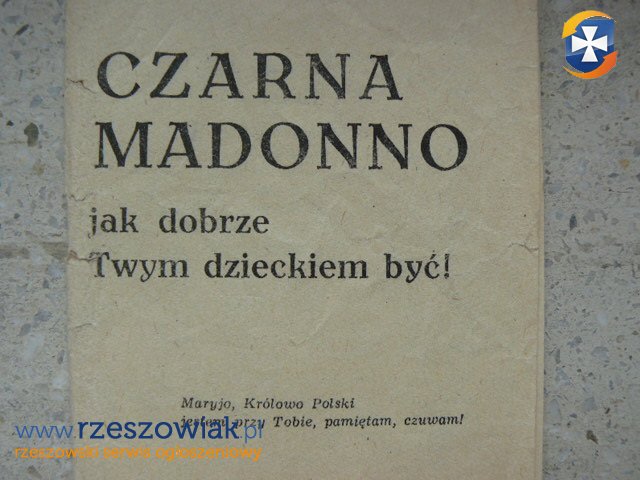 CZARNA
MADONNO
jak dobrze
Twym dzieckiem być!
Maryjo, Królowo Polski
jestem przy Tobie, pamiętam, czuwam!
www.rzeszowiak.pl
rzeszowski serwis ogłoszeniowy